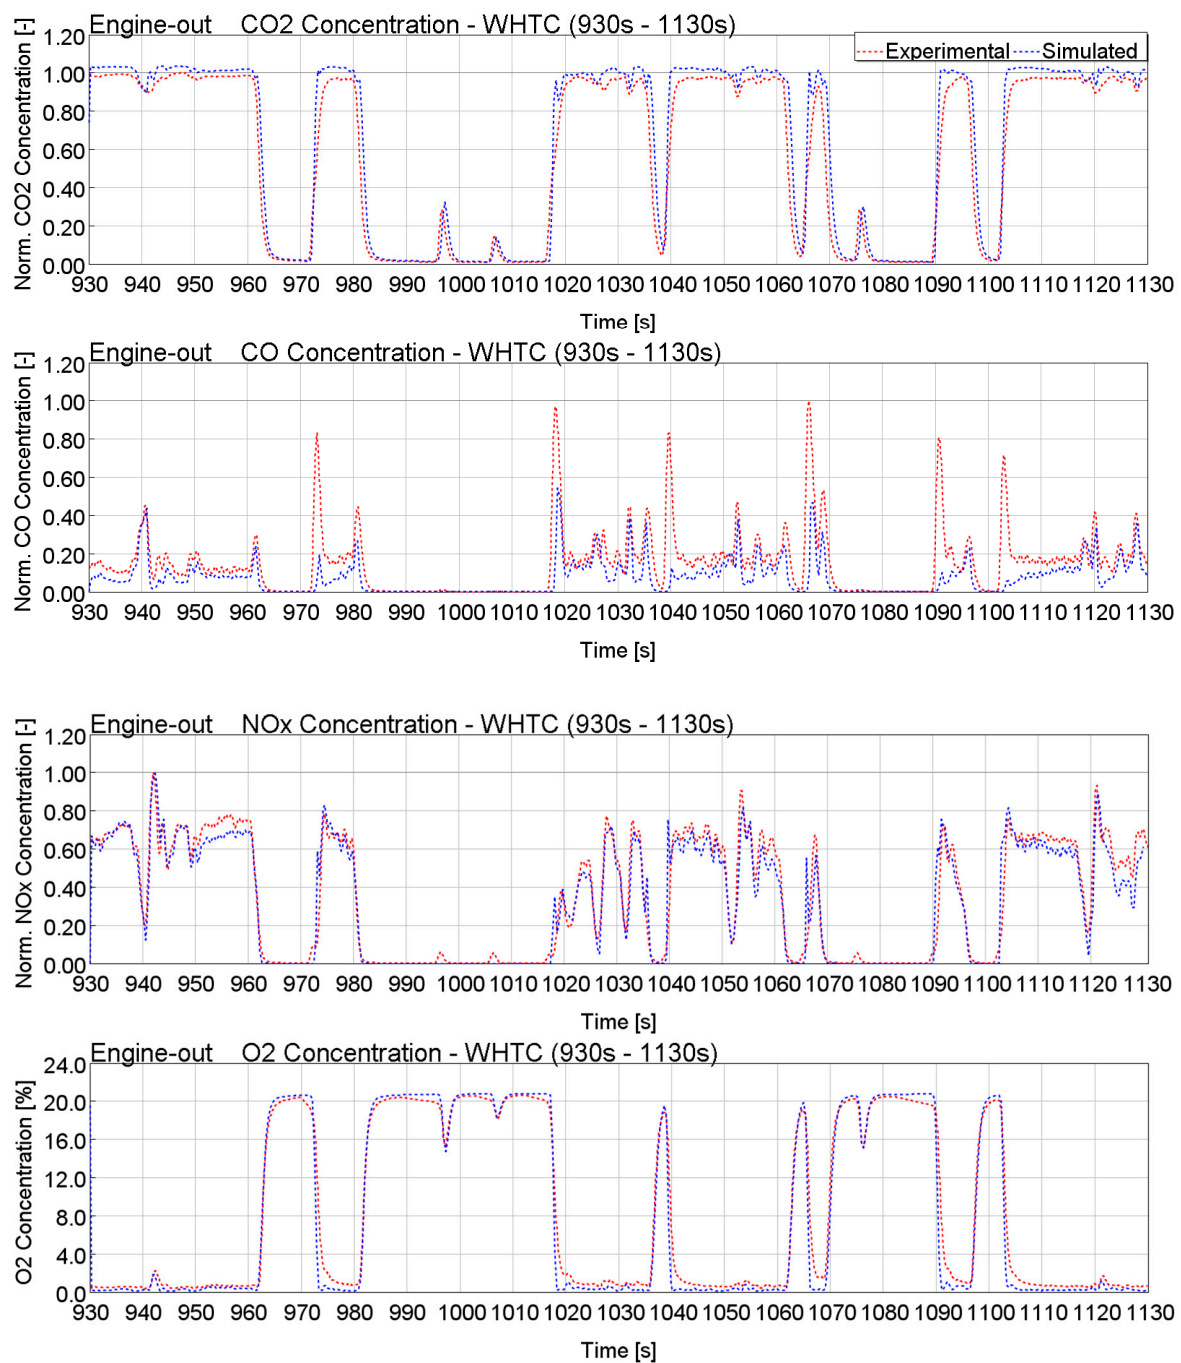 Engine-out CO2 Concentration - WHTC (930s - 1130s)
Experimental Simulated
Norm. CO2 Concentration [-]
1.20
1.00
0.80
0.60
0.40
0.20
0.00
930 940 950 960 970 980 990 1000 1010 1020 1030 1040 1050 1060 1070 1080 1090 1100 1110 1120 1130
Time [s]
Engine-out CO Concentration - WHTC (930s - 1130s)
Norm. CO Concentration [-]
1.20
1.00
0.80
0.60
0.40
0.20
0.00
930 940 950 960 970 980 990 1000 1010 1020 1030 1040 1050 1060 1070 1080 1090 1100 1110 1120 1130
Time [s]
Engine-out NOx Concentration - WHTC (930s - 1130s)
Norm. NOx Concentration [-]
1.20
1.00
0.80
0.60
0.40
0.20
0.00
930 940 950 960 970 980 990 1000 1010 1020 1030 1040 1050 1060 1070 1080 1090 1100 1110 1120 1130
Time [s]
Engine-out O2 Concentration - WHTC (930s - 1130s)
O2 Concentration [%]
24.0
20.0
16.0
12.0
8.0
4.0
0.0
930 940 950 960 970 980 990 1000 1010 1020 1030 1040 1050 1060 1070 1080 1090 1100 1110 1120 1130
Time [s]